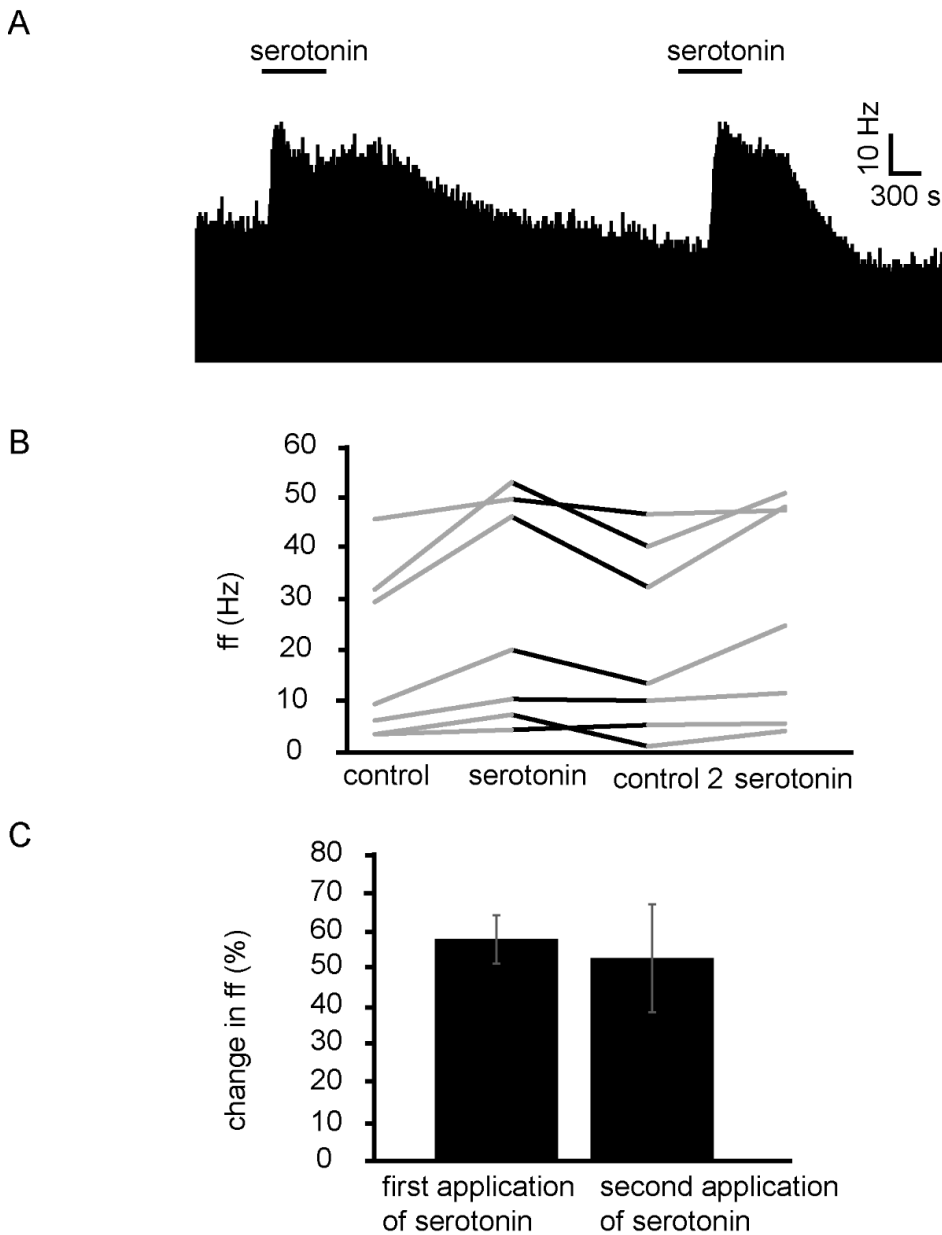 A
serotonin
serotonin
10 Hz
300 s
B
60
50
40
30
20
10
0
ff (Hz)
control
serotonin
control 2
serotonin
C
80
70
60
50
40
30
20
10
0
change in ff (%)
first application
of serotonin
second application
of serotonin